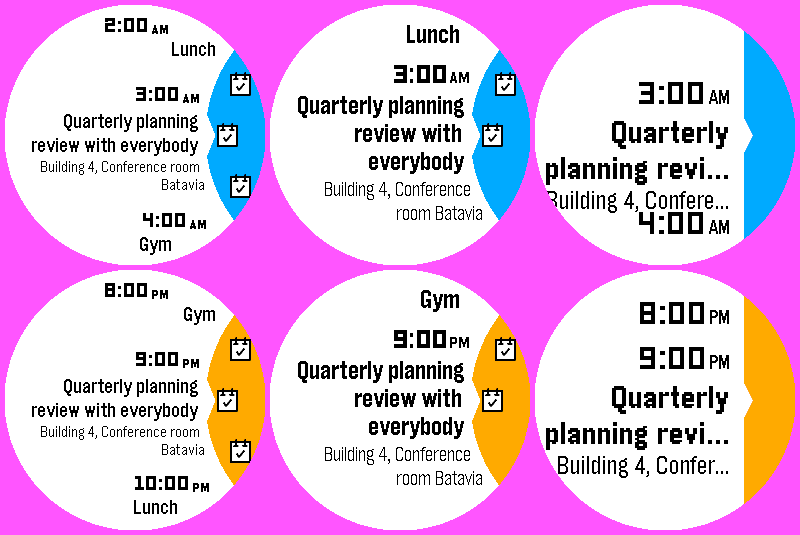 2:00 AM
Lunch
3:00 AM
Quarterly planning
review with everybody
Building 4, Conference room
Batavia
4:00 AM
Gym
Lunch
3:00 AM
Quarterly planning
review with
everybody
Building 4, Conference
room Batavia
3:00 AM
Quarterly
planning revi...
Building 4, Confere...
4:00 AM
8:00 PM
Gym
9:00 PM
Quarterly planning
review with everybody
Building 4, Conference room
Batavia
10:00 PM
Lunch
Gym
9:00 PM
Quarterly planning
review with
everybody
Building 4, Conference
room Batavia
8:00 PM
9:00 PM
Quarterly
planning revi...
Building 4, Confer...